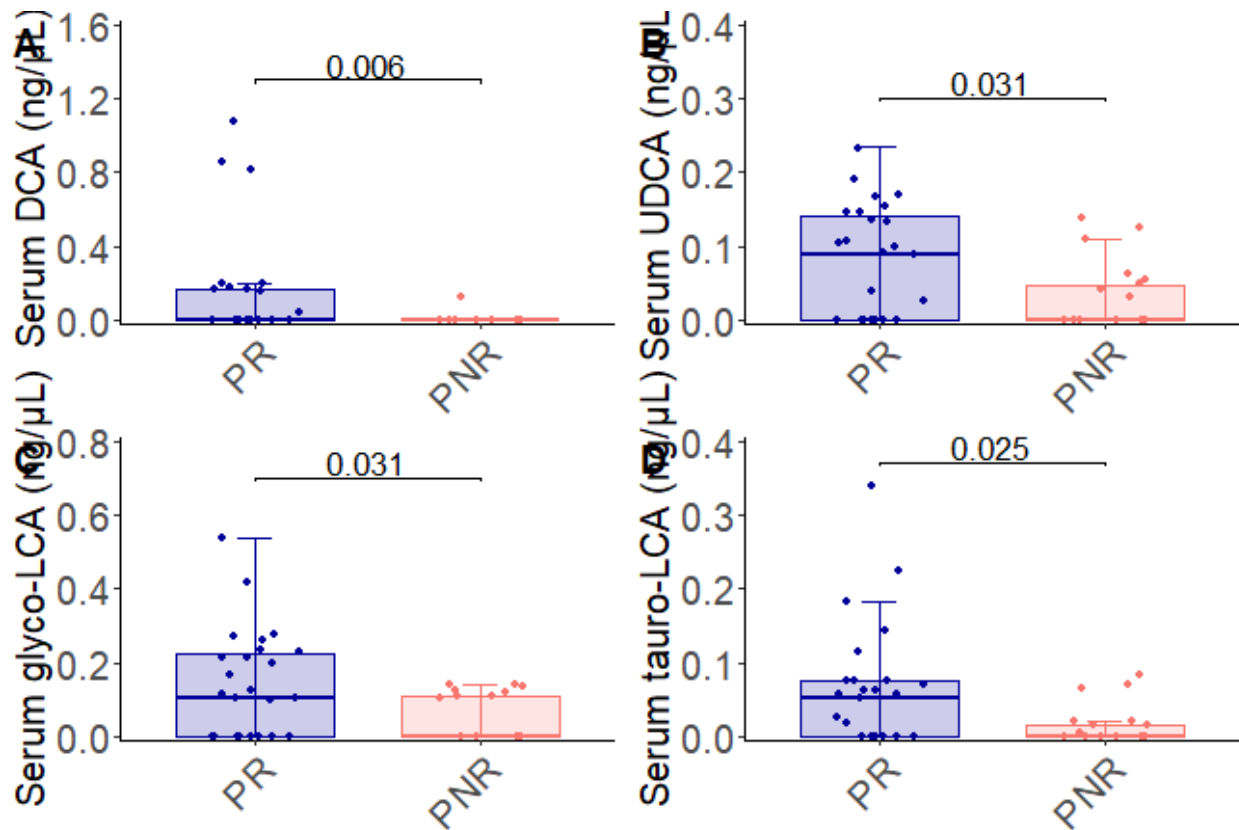 A
Serum DCA (ng/µL)
1.6
1.2
0.8
0.4
0.0
0.006
PR
PNR
B
Serum UDCA (ng/µL)
0.4
0.3
0.2
0.1
0.0
0.031
PR
PNR
C
Serum glyco-LCA (ng/µL)
0.8
0.6
0.4
0.2
0.0
0.031
PR
PNR
D
Serum tauro-LCA (ng/µL)
0.4
0.3
0.2
0.1
0.0
0.025
PR
PNR